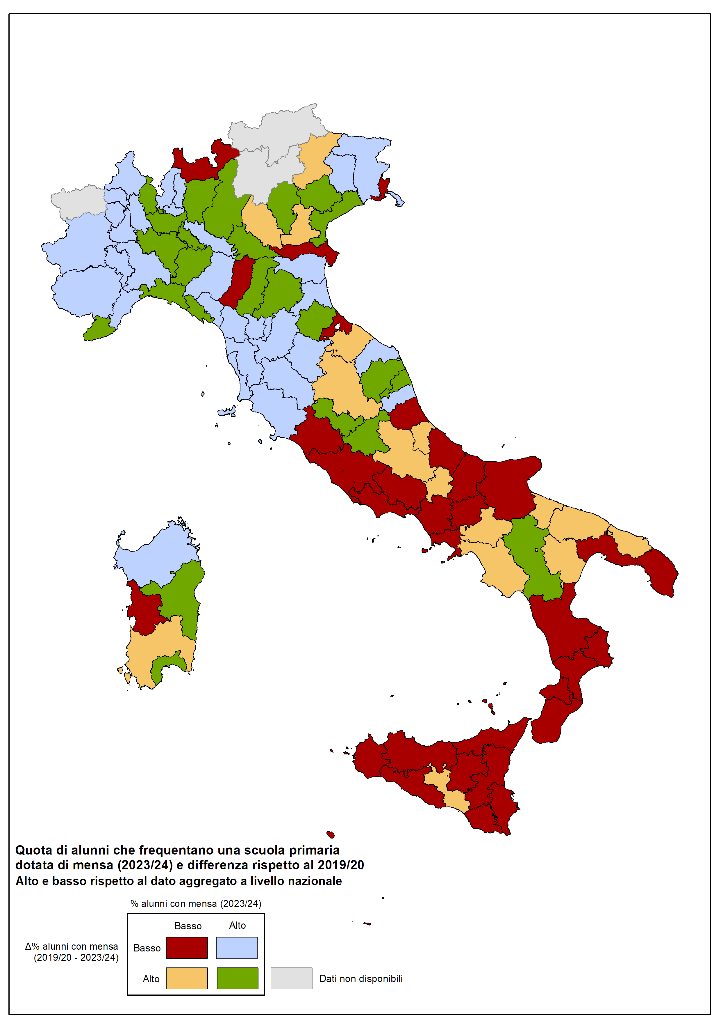 Quota di alunni che frequentano una scuola primaria
dotata di mensa (2023/24) e differenza rispetto al 2019/20
Alto e basso rispetto al dato aggregato a livello nazionale
% alunni con mensa (2023/24)
Basso Alto
Δ% alunni con mensa
(2019/20 - 2023/24)
Basso
Alto
Dati non disponibili